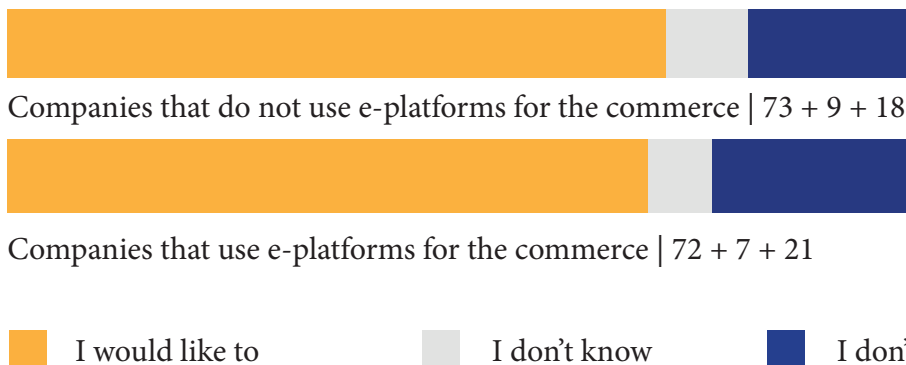 Companies that do not use e-platforms for the commerce | 73 + 9 + 18
Companies that use e-platforms for the commerce | 72 + 7 + 21
I would like to
I don't know
I